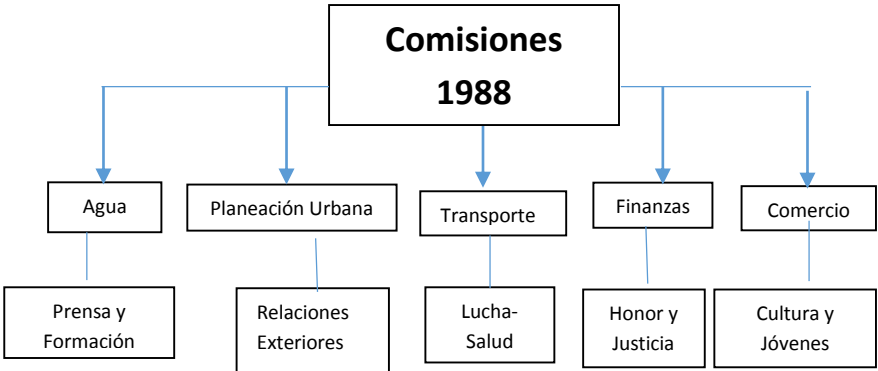 Comisiones
1988
Agua
Planeación Urbana
Transporte
Finanzas
Comercio
Prensa y
Formación
Relaciones
Exteriores
Lucha-
Salud
Honor y
Justicia
Cultura y
Jóvenes